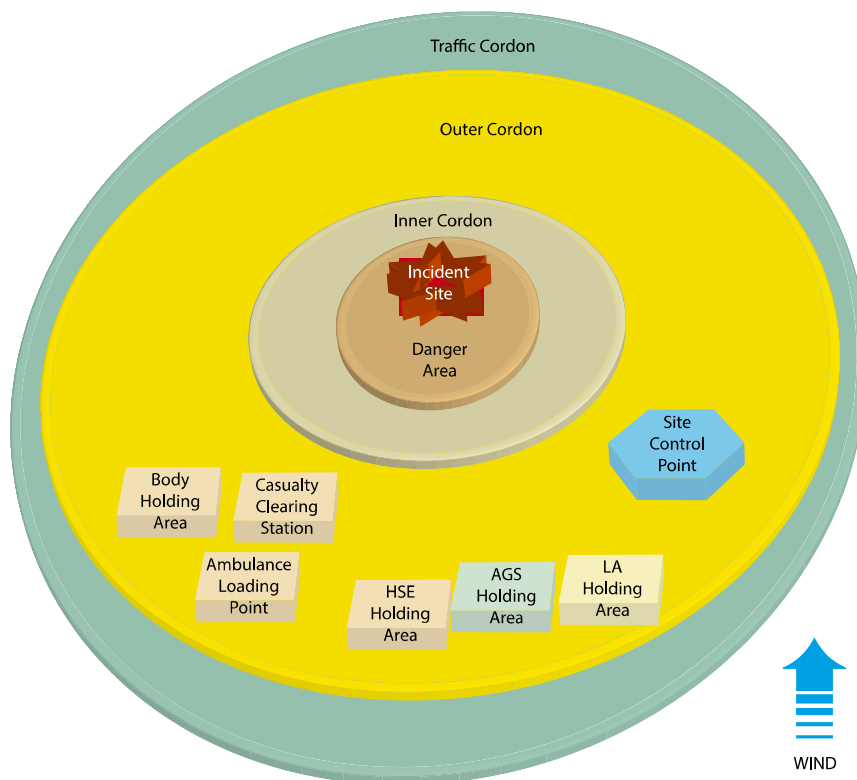 Traffic Cordon
Outer Cordon
Inner Cordon
Incident
Site
Danger
Area
Site
Control
Point
Body
Holding
Area
Casualty
Clearing
Station
Ambulance
Loading
Point
HSE
Holding
Area
AGS
Holding
Area
LA
Holding
Area
WIND